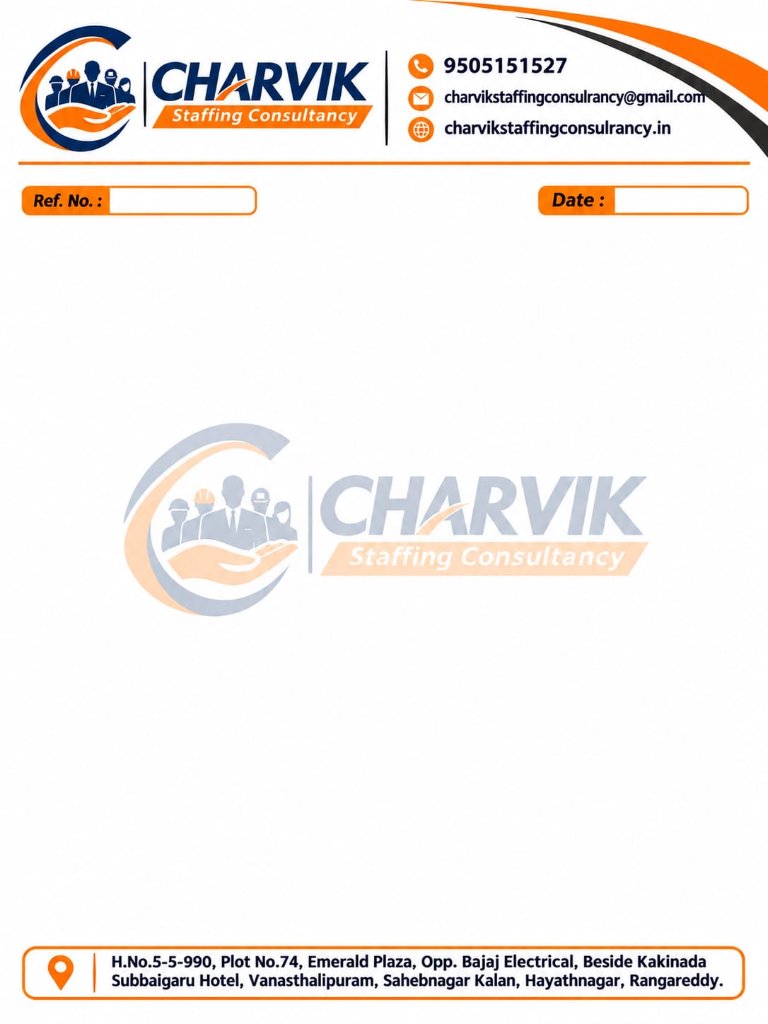 CHARVIK
Staffing Consultancy
9505151527
charvikstaffingconsulrancy@gmail.com
charvikstaffingconsulrancy.in
Ref. No. :
Date :
CHARVIK
Staffing Consultancy
H.No.5-5-990, Plot No.74, Emerald Plaza, Opp. Bajaj Electrical, Beside Kakinada
Subbaigaru Hotel, Vanasthalipuram, Sahebnagar Kalan, Hayathnagar, Rangareddy.